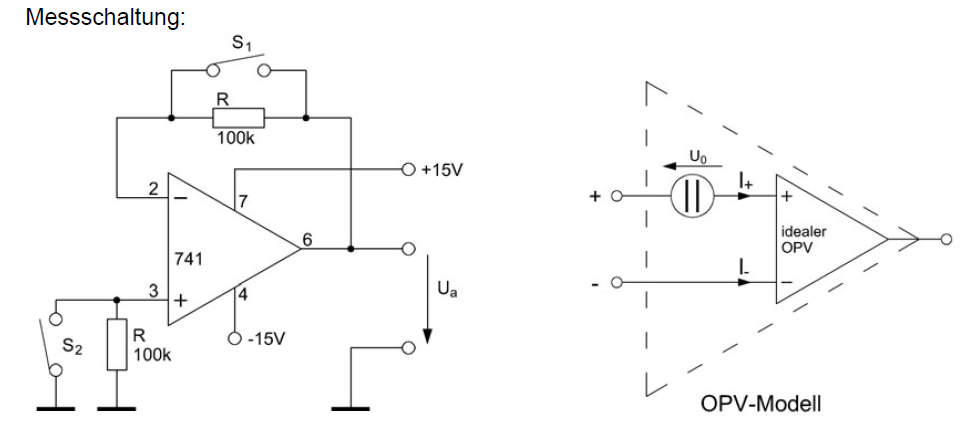 Messschaltung:
S1
R
100k
+15V
2
-
7
741
6
3
+
4
-15V
Ua
S2
R
100k
U0
+
I+
+
idealer
OPV
-
I-
-
OPV-Modell